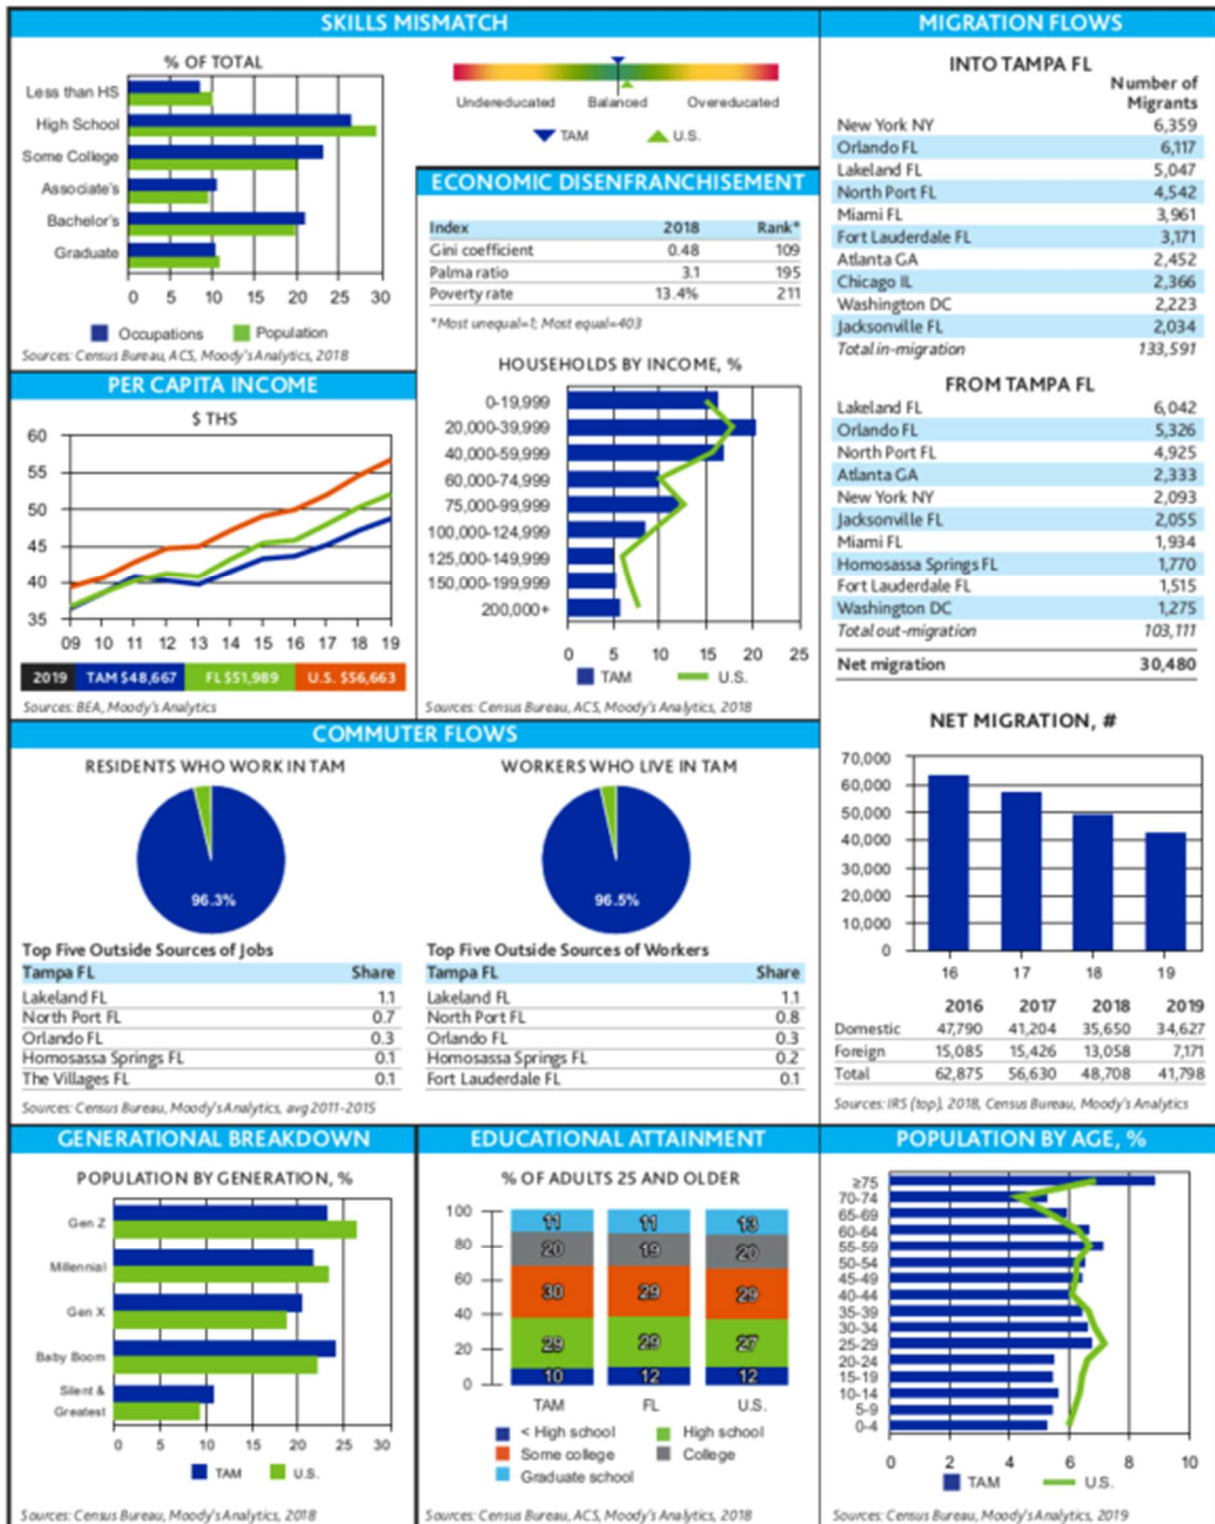 SKILLS MISMATCH
% OF TOTAL
Less than HS
High School
Some College
Associate's
Bachelor's
Graduate
0 5 10 15 20 25 30
Occupations Population
Sources: Census Bureau, ACS, Moody's Analytics, 2018
Undereducated Balanced Overeducated
TAM U.S.
PER CAPITA INCOME
$ THS
60
55
50
45
40
35
09 10 11 12 13 14 15 16 17 18 19
2019 TAM $48,667 FL $51,989 U.S. $56,663
Sources: BEA, Moody's Analytics
ECONOMIC DISENFRANCHISEMENT
Index 2018 Rank*
Gini coefficient 0.48 109
Palma ratio 3.1 195
Poverty rate 13.4% 211
*Most unequal=1; Most equal=403
HOUSEHOLDS BY INCOME, %
0-19,999
20,000-39,999
40,000-59,999
60,000-74,999
75,000-99,999
100,000-124,999
125,000-149,999
150,000-199,999
200,000+
0 5 10 15 20 25
TAM U.S.
Sources: Census Bureau, ACS, Moody's Analytics, 2018
MIGRATION FLOWS
INTO TAMPA FL
Number of
Migrants
New York NY 6,359
Orlando FL 6,117
Lakeland FL 5,047
North Port FL 4,542
Miami FL 3,961
Fort Lauderdale FL 3,171
Atlanta GA 2,452
Chicago IL 2,366
Washington DC 2,223
Jacksonville FL 2,034
Total in-migration 133,591
FROM TAMPA FL
Lakeland FL 6,042
Orlando FL 5,326
North Port FL 4,925
Atlanta GA 2,333
New York NY 2,093
Jacksonville FL 2,055
Miami FL 1,934
Homosassa Springs FL 1,770
Fort Lauderdale FL 1,515
Washington DC 1,275
Total out-migration 103,111
Net migration 30,480
NET MIGRATION, #
70,000
60,000
50,000
40,000
30,000
20,000
10,000
0
16 17 18 19
2016 2017 2018 2019
Domestic 47,790 41,204 35,650 34,627
Foreign 15,085 15,426 13,058 7,171
Total 62,875 56,630 48,708 41,798
Sources: IRS (top), 2018, Census Bureau, Moody's Analytics
COMMUTER FLOWS
RESIDENTS WHO WORK IN TAM
96.3%
Top Five Outside Sources of Jobs
Tampa FL Share
Lakeland FL 1.1
North Port FL 0.7
Orlando FL 0.3
Homosassa Springs FL 0.1
The Villages FL 0.1
WORKERS WHO LIVE IN TAM
96.5%
Top Five Outside Sources of Workers
Tampa FL Share
Lakeland FL 1.1
North Port FL 0.8
Orlando FL 0.3
Homosassa Springs FL 0.2
Fort Lauderdale FL 0.1
Sources: Census Bureau, Moody's Analytics, avg 2011-2015
GENERATIONAL BREAKDOWN
POPULATION BY GENERATION, %
Gen Z
Millennial
Gen X
Baby Boom
Silent &
Greatest
0 5 10 15 20 25 30
TAM U.S.
Sources: Census Bureau, Moody's Analytics, 2018
EDUCATIONAL ATTAINMENT
% OF ADULTS 25 AND OLDER
100
80
60
40
20
0
11 11 13
20 19 20
30 29 29
29 29 27
10 12 12
TAM FL U.S.
< High school High school
Some college College
Graduate school
Sources: Census Bureau, ACS, Moody's Analytics, 2018
POPULATION BY AGE, %
≥75
70-74
65-69
60-64
55-59
50-54
45-49
40-44
35-39
30-34
25-29
20-24
15-19
10-14
5-9
0-4
0 2 4 6 8 10
TAM U.S.
Sources: Census Bureau, Moody's Analytics, 2019